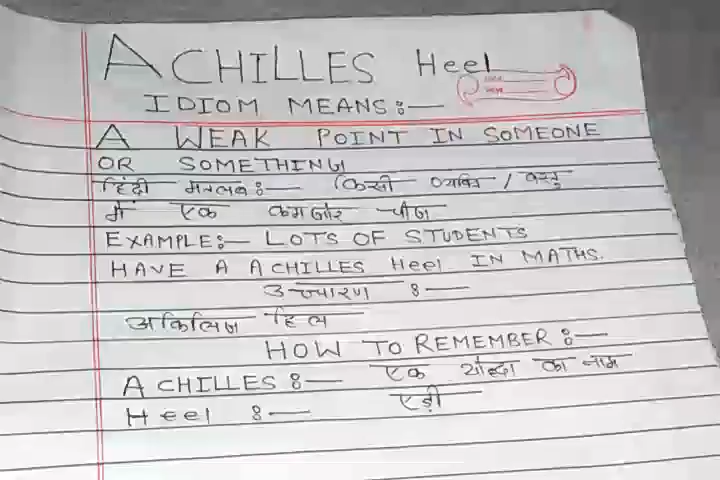 ACHILLES Heel
IDIOM MEANS:—
A WEAK POINT IN SOMEONE
OR SOMETHING
हिंदी मतलब:— किसी व्यक्ति / वस्तु
में एक कमजोर चीज
EXAMPLE:— LOTS OF STUDENTS
HAVE A ACHILLES Heel IN MATHS.
उच्चारण :—
अकिलिज हिल
HOW TO REMEMBER :—
ACHILLES :— एक योद्धा का नाम
Heel :— एड़ी